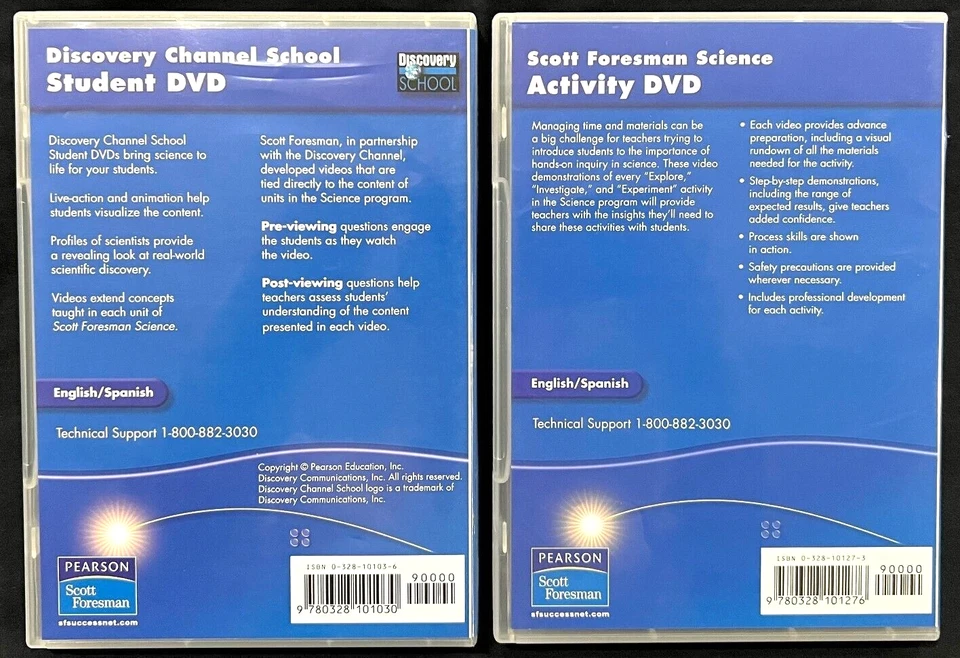 Discovery Channel School
Student DVD
Discovery
SCHOOL
Discovery Channel School
Student DVDs bring science to
life for your students.
Live-action and animation help
students visualize the content.
Profiles of scientists provide
a revealing look at real-world
scientific discovery.
Videos extend concepts
taught in each unit of
Scott Foresman Science.
Scott Foresman, in partnership
with the Discovery Channel,
developed videos that are
tied directly to the content of
units in the Science program.
Pre-viewing questions engage
the students as they watch
the video.
Post-viewing questions help
teachers assess students'
understanding of the content
presented in each video.
English/Spanish
Technical Support 1-800-882-3030
Copyright © Pearson Education, Inc.
Discovery Communications, Inc. All rights reserved.
Discovery Channel School logo is a trademark of
Discovery Communications, Inc.
PEARSON
Scott
Foresman
sfsuccessnet.com
ISBN 0-328-10103-6
90000
9 780328 101030
Scott Foresman Science
Activity DVD
Managing time and materials can be
a big challenge for teachers trying to
introduce students to the importance of
hands-on inquiry in science. These video
demonstrations of every "Explore,"
"Investigate," and "Experiment" activity
in the Science program will provide
teachers with the insights they'll need to
share these activities with students.
• Each video provides advance
preparation, including a visual
rundown of all the materials
needed for the activity.
• Step-by-step demonstrations,
including the range of
expected results, give teachers
added confidence.
• Process skills are shown
in action.
• Safety precautions are provided
wherever necessary.
• Includes professional development
for each activity.
English/Spanish
Technical Support 1-800-882-3030
PEARSON
Scott
Foresman
sfsuccessnet.com
ISBN 0-328-10127-3
90000
9 780328 101276